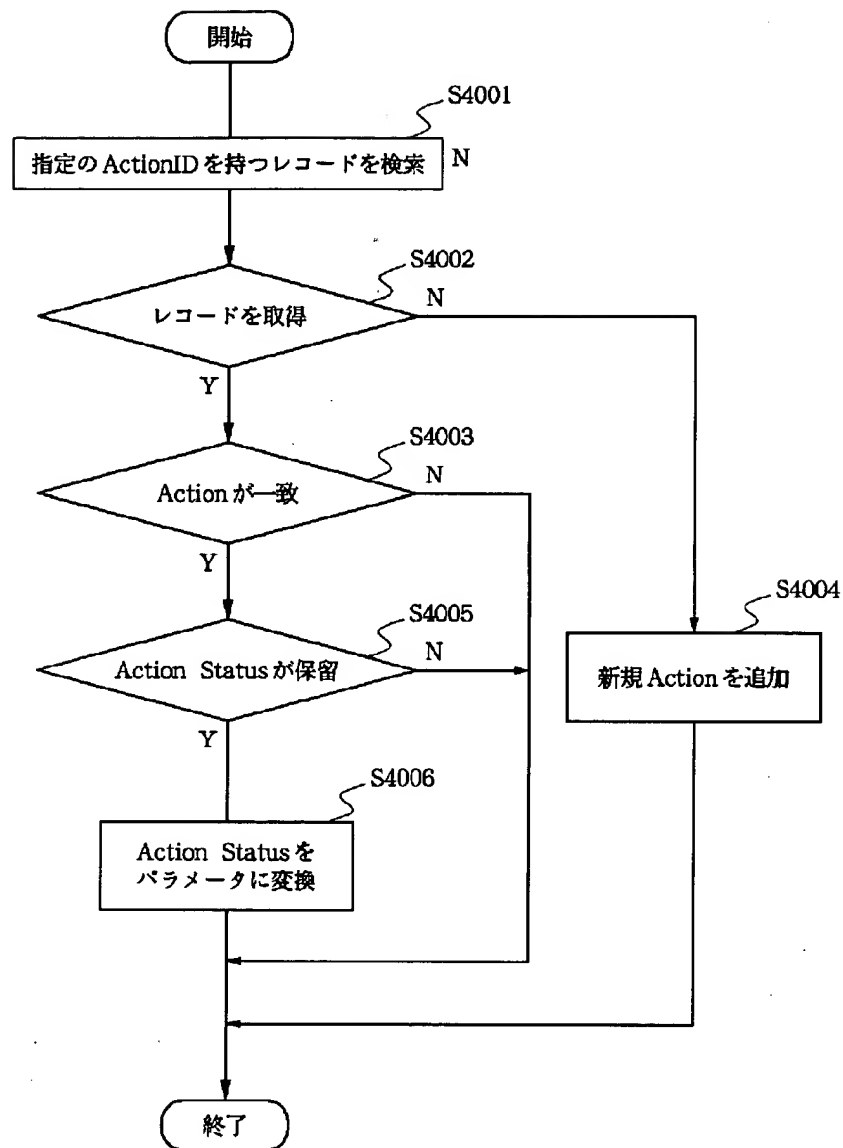 開始
S4001
指定のActionIDを持つレコードを検索
N
S4002
レコードを取得
N
Y
S4003
Actionが一致
N
Y
S4004
S4005
Action Statusが保留
N
新規Actionを追加
Y
S4006
Action Statusを
パラメータに変換
終了